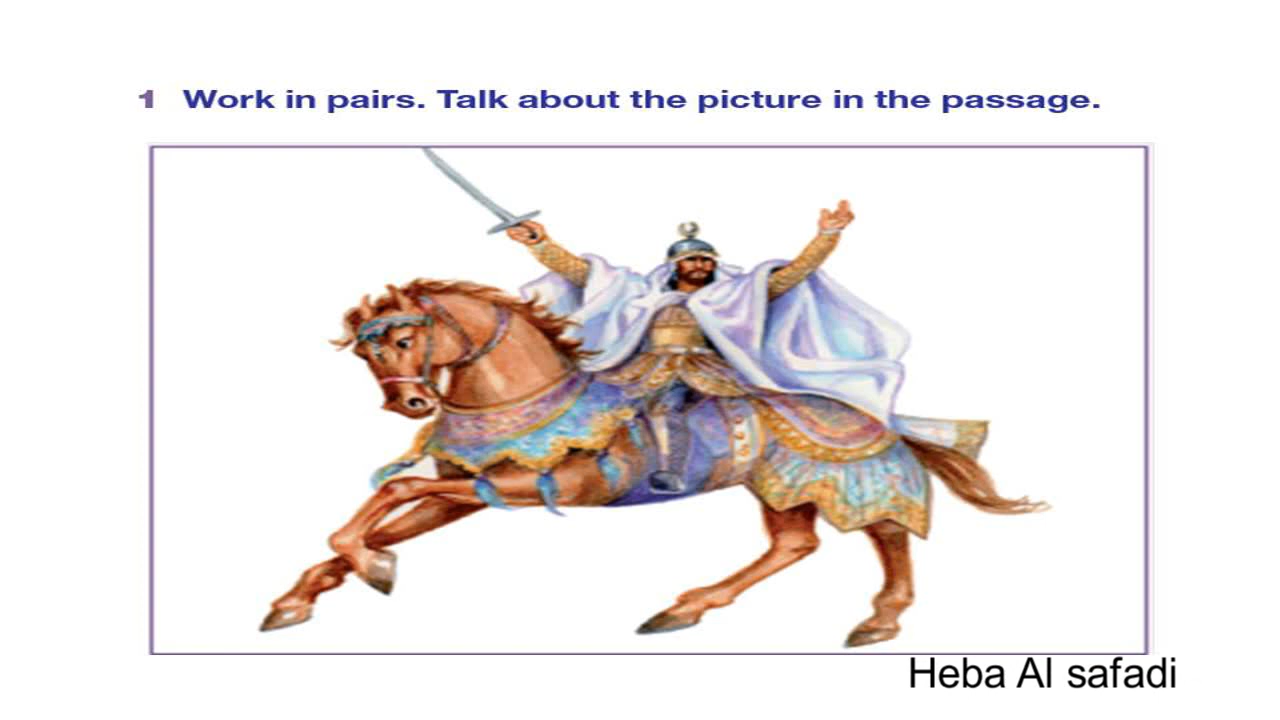 1 Work in pairs. Talk about the picture in the passage.
Heba Al safadi